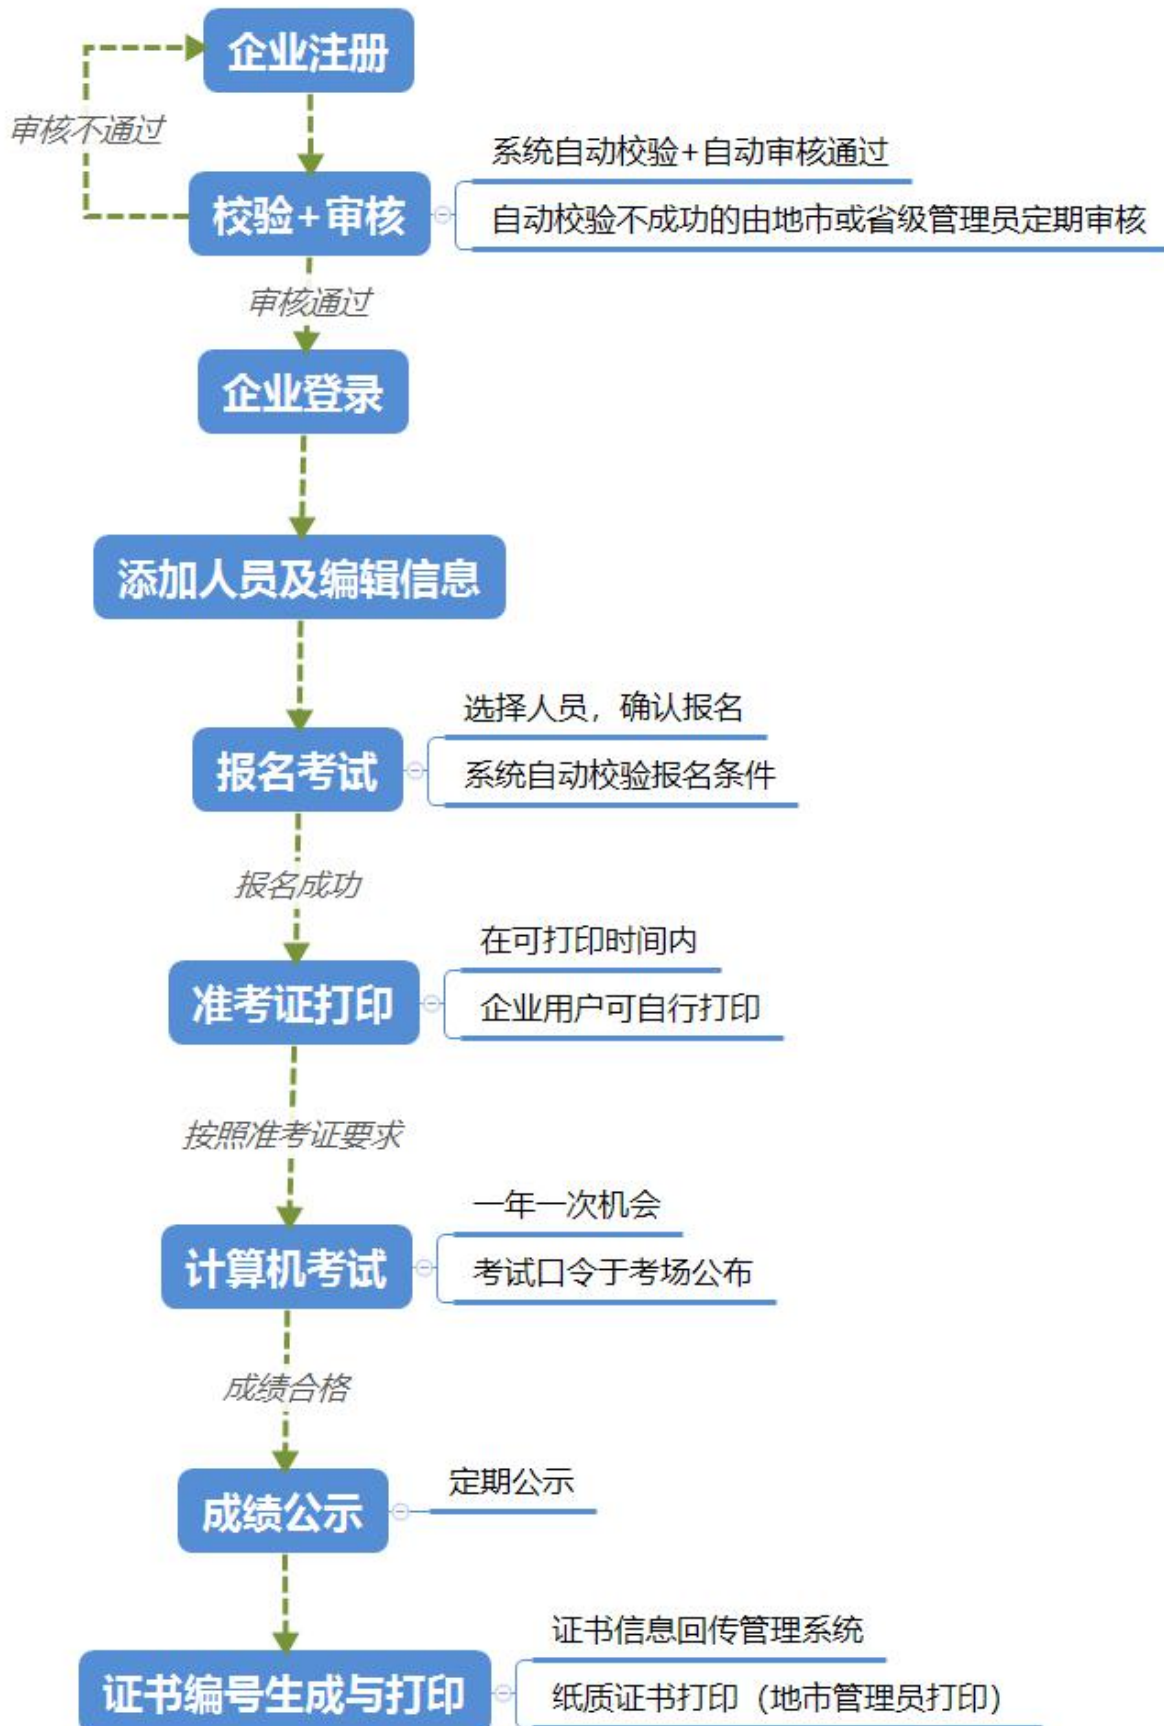 企业注册
审核不通过
系统自动校验+自动审核通过
校验+审核
自动校验不成功的由地市或省级管理员定期审核
审核通过
企业登录
添加人员及编辑信息
选择人员，确认报名
报名考试
系统自动校验报名条件
报名成功
在可打印时间内
准考证打印
企业用户可自行打印
按照准考证要求
一年一次机会
计算机考试
考试口令于考场公布
成绩合格
定期公示
成绩公示
证书信息回传管理系统
证书编号生成与打印
纸质证书打印（地市管理员打印）